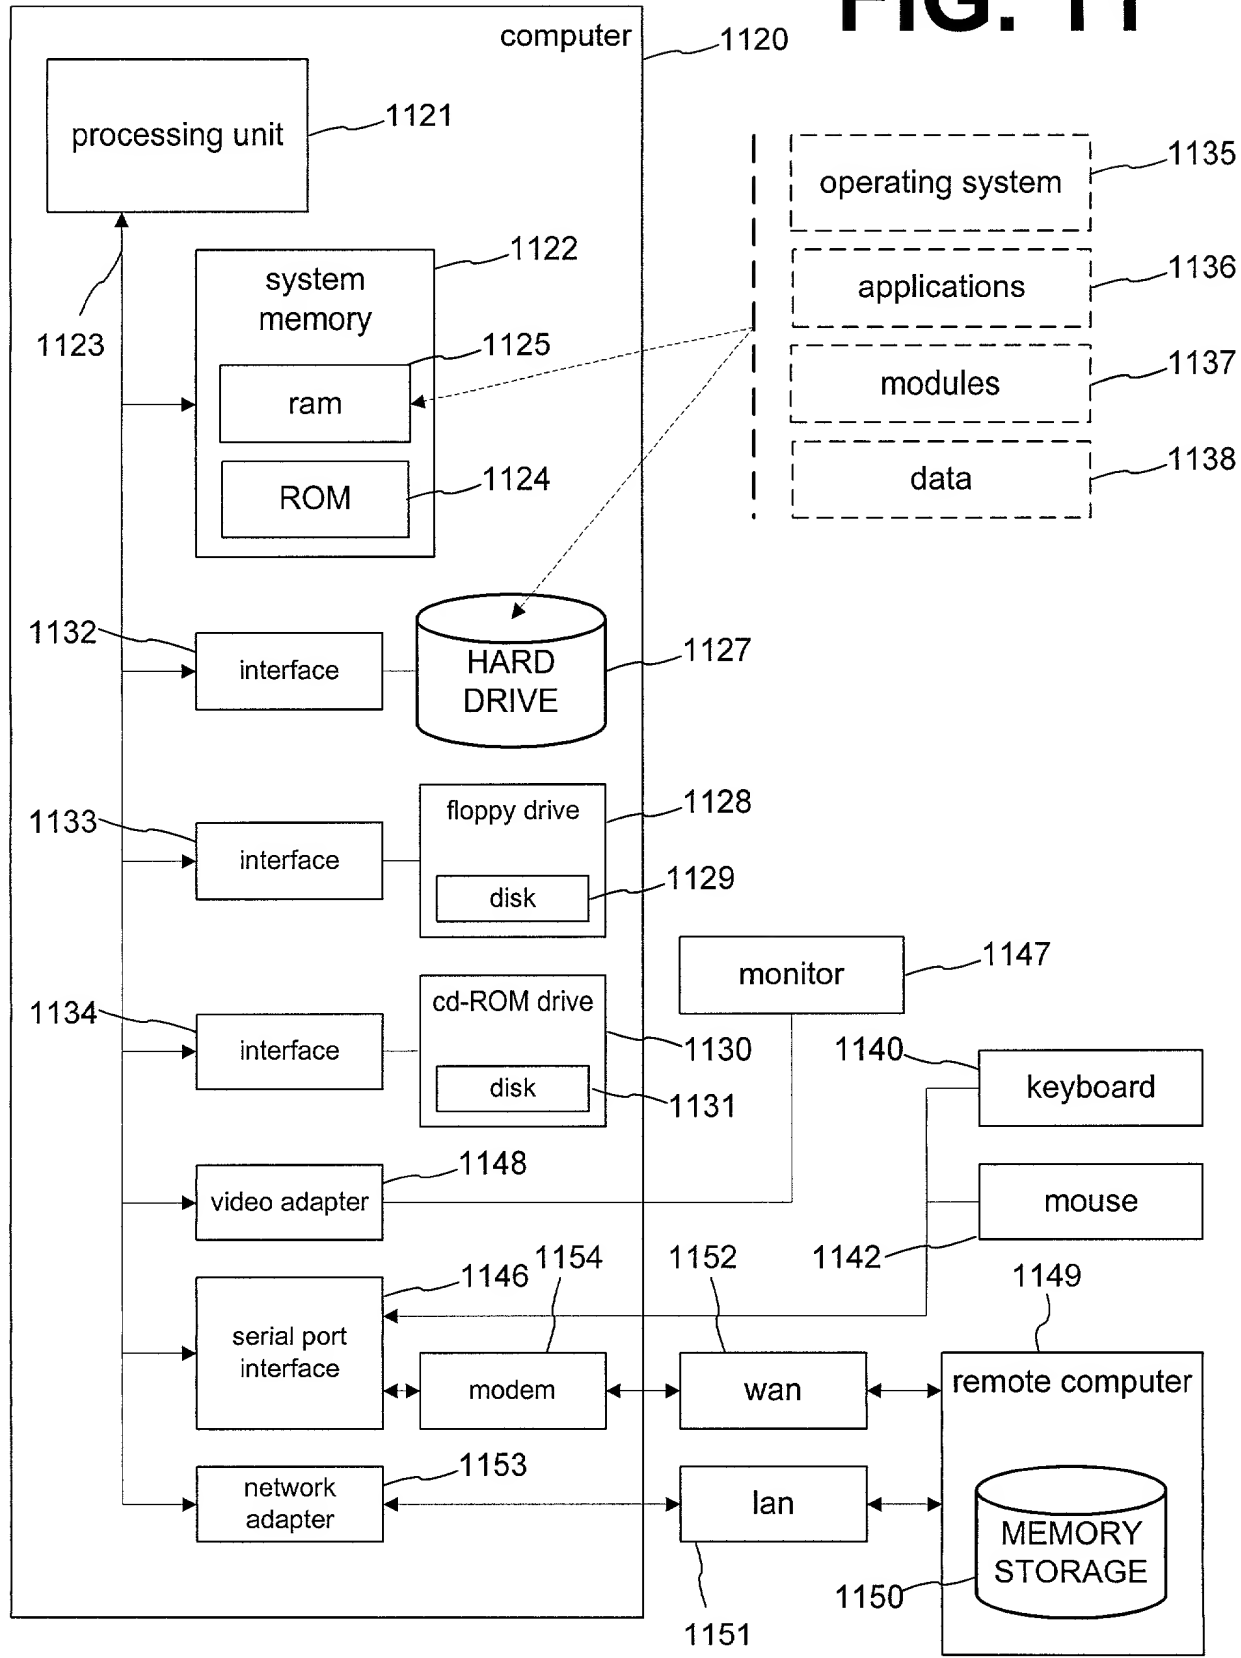 FIG. 11
computer
1120
processing unit
1121
operating system
1135
1122
system
memory
applications
1136
1123
1125
ram
modules
1137
ROM
1124
data
1138
1132
interface
HARD
DRIVE
1127
1133
interface
floppy drive
1128
disk
1129
monitor
1147
1134
interface
cd-ROM drive
1130
disk
1131
1140
keyboard
1148
video adapter
mouse
1142
1146
serial port
interface
1154
modem
1152
wan
1149
remote computer
1153
network
adapter
lan
1151
MEMORY
STORAGE
1150